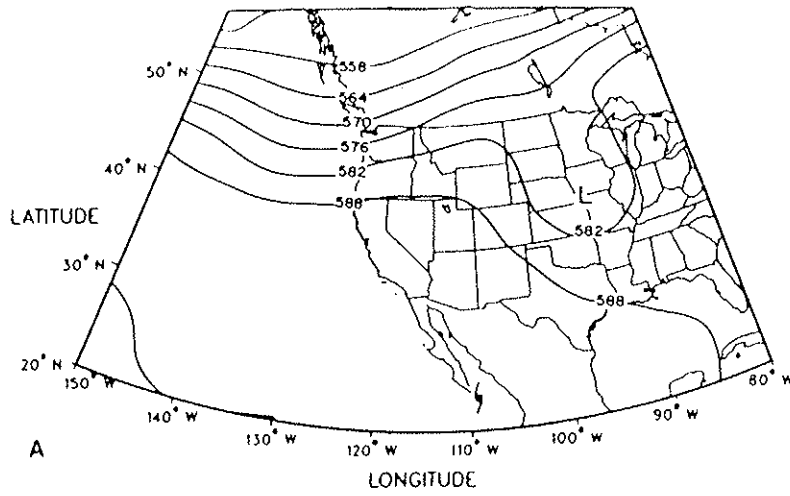 50° N
558
564
570
576
40° N
582
588
LATITUDE
L
582
30° N
588
20° N
150° W
80° W
140° W
90° W
130° W
120° W
110° W
100° W
A
LONGITUDE